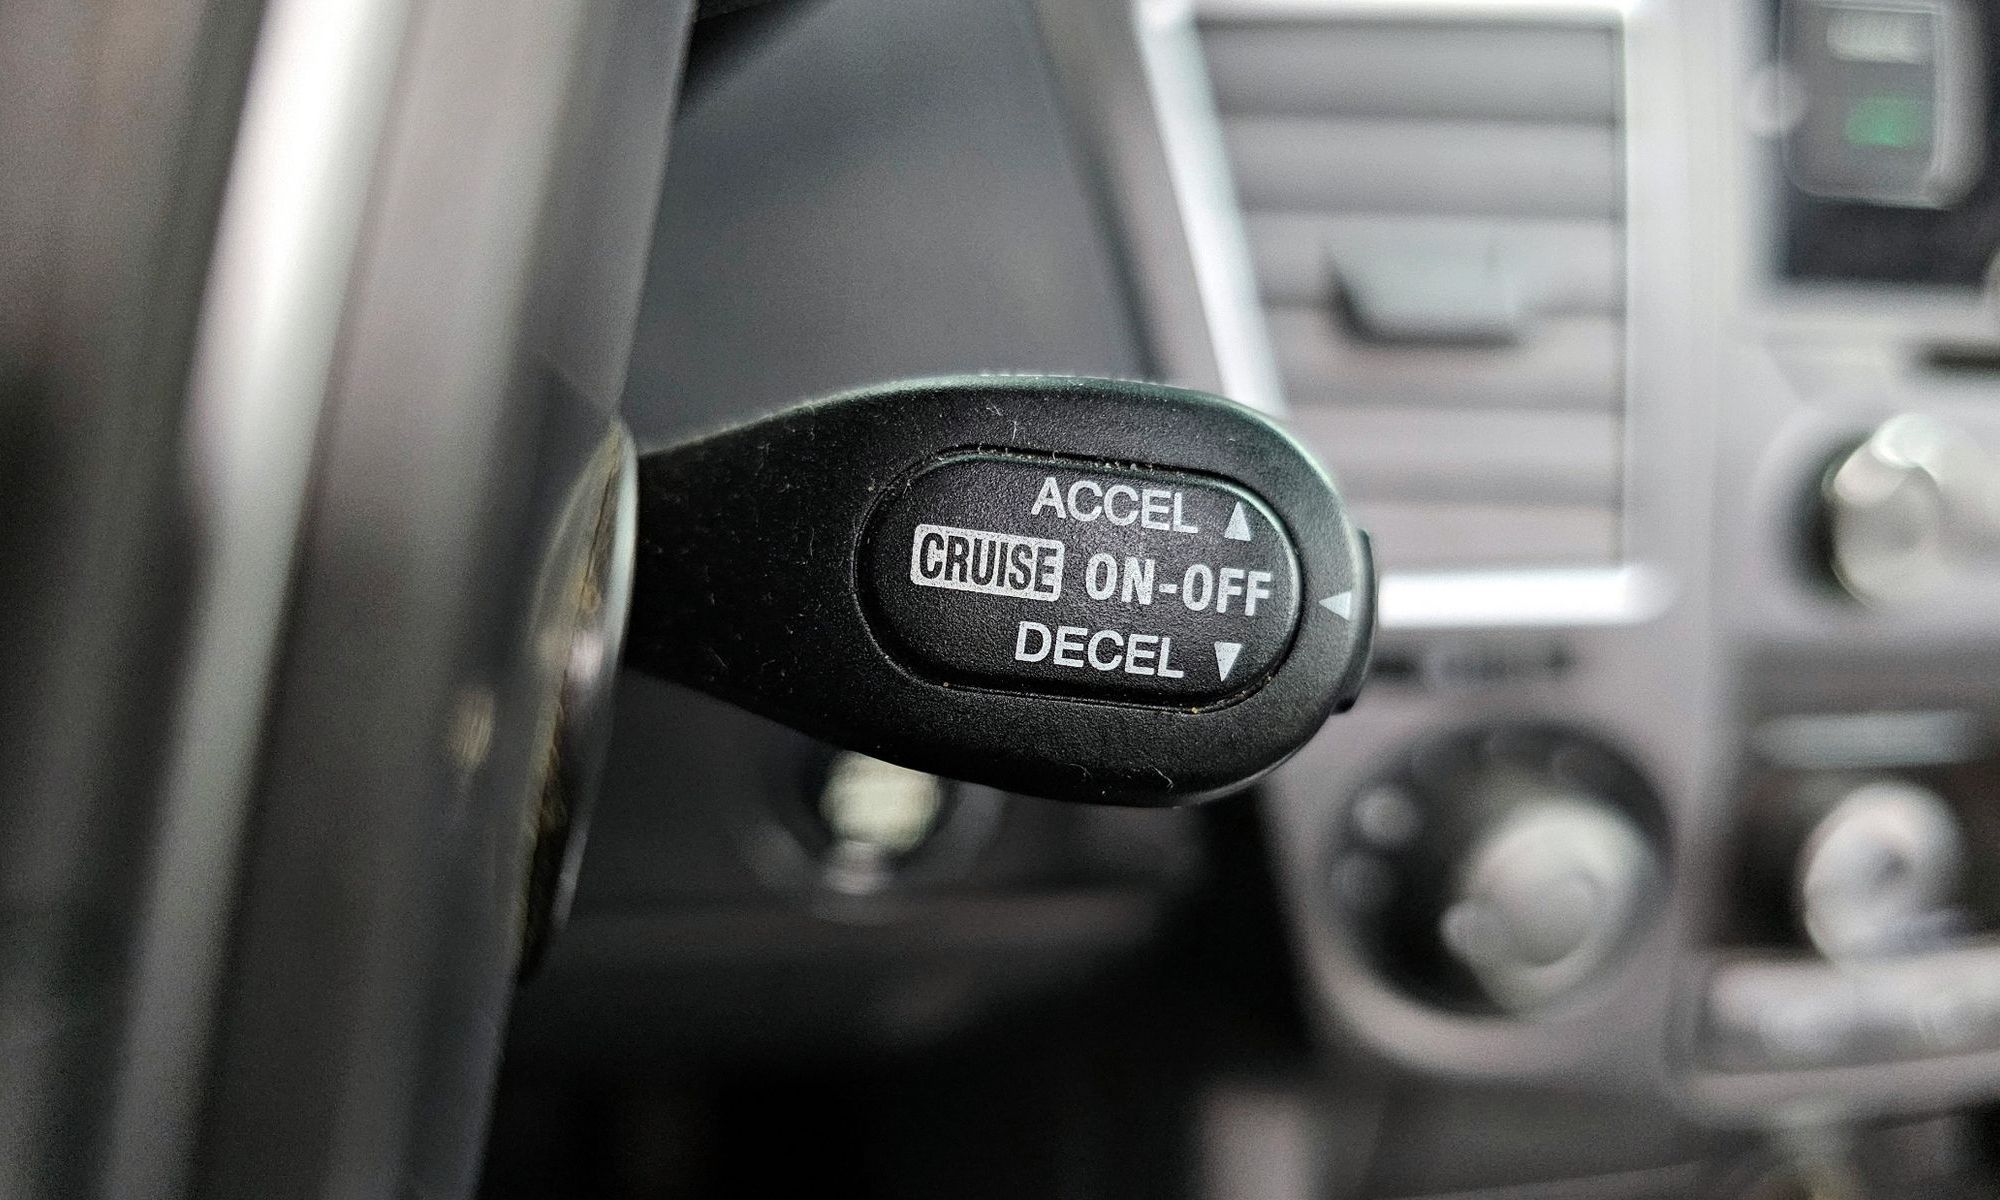 ACCEL ▲
CRUISE ON-OFF
DECEL ▼